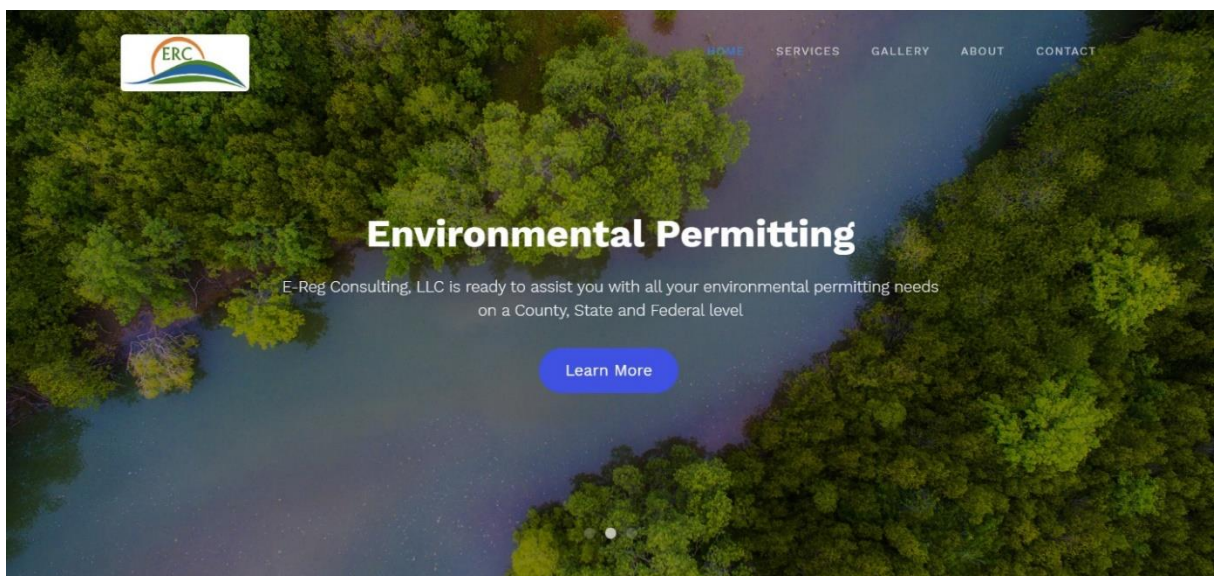 ERC
HOME SERVICES GALLERY ABOUT CONTACT
Environmental Permitting
E-Reg Consulting, LLC is ready to assist you with all your environmental permitting needs
on a County, State and Federal level
Learn More